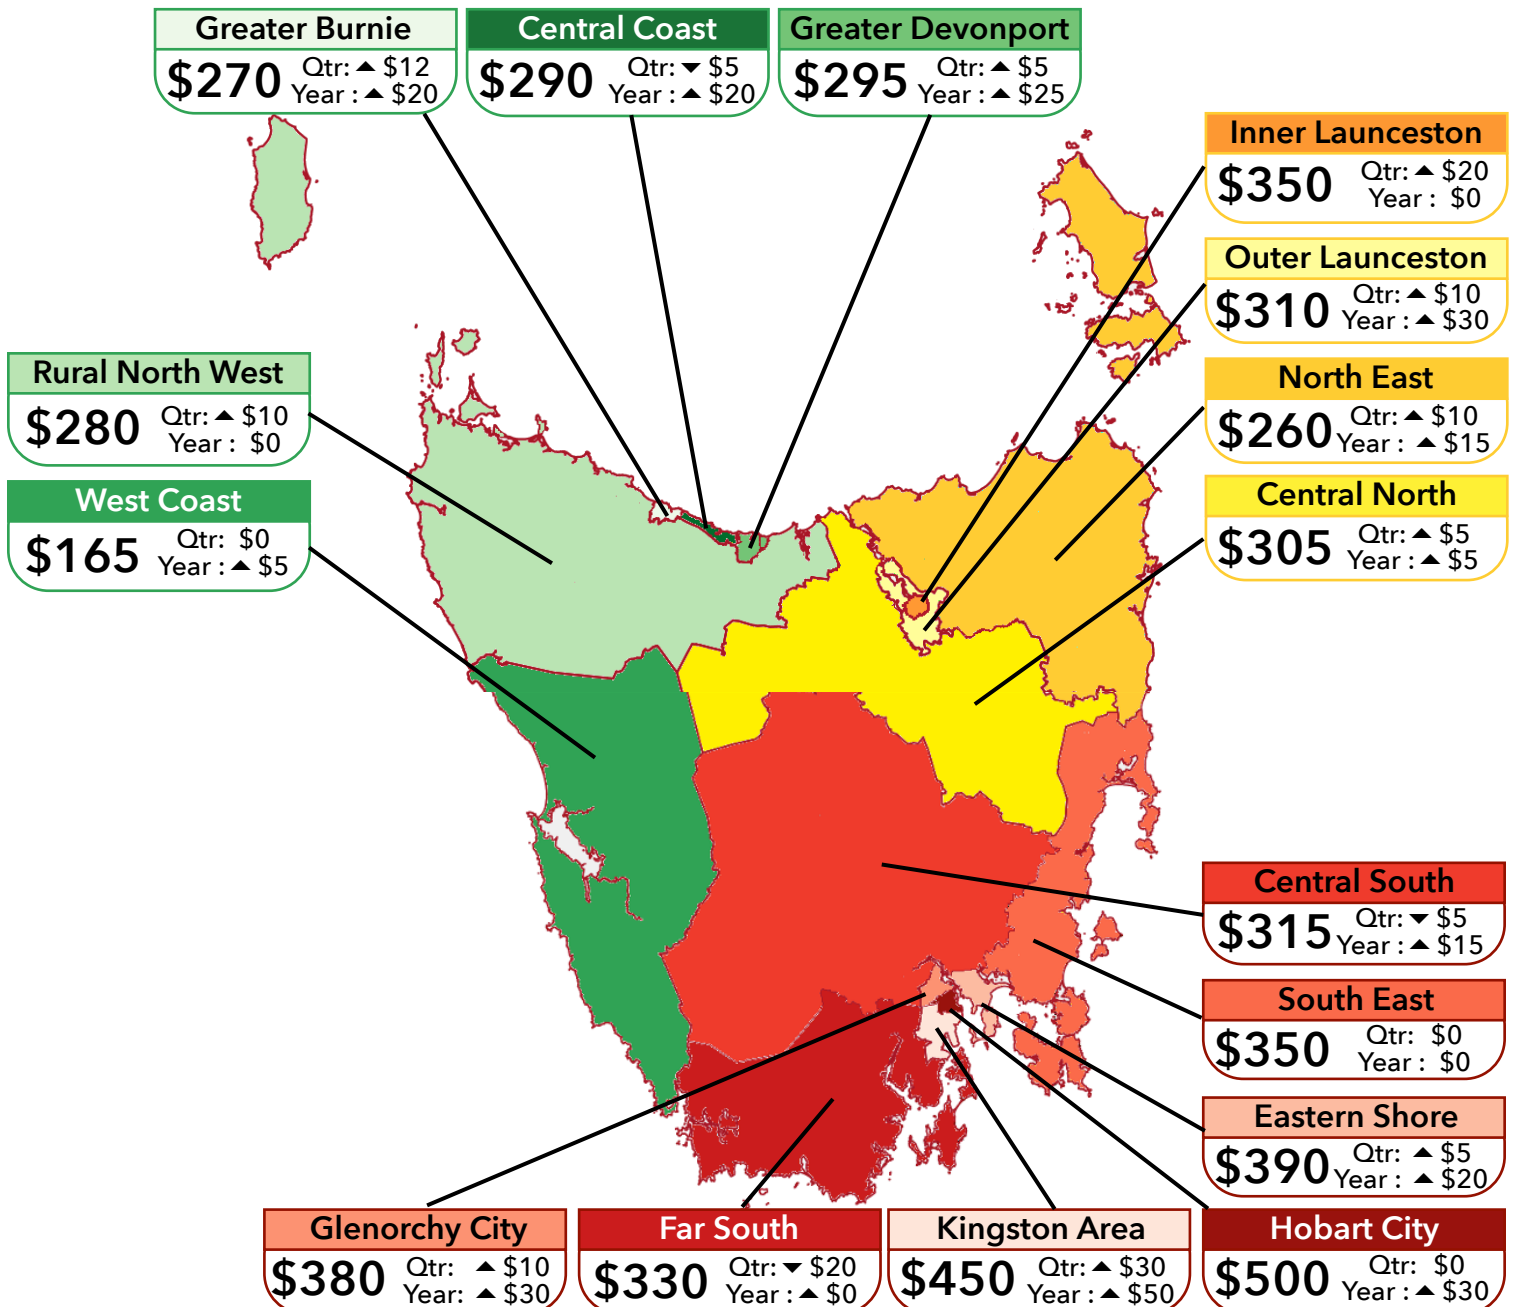 Greater Burnie
$270 Qtr: ▲ $12
Year : ▲ $20
Central Coast
$290 Qtr: ▼ $5
Year : ▲ $20
Greater Devonport
$295 Qtr: ▲ $5
Year : ▲ $25
Inner Launceston
$350 Qtr: ▲ $20
Year : $0
Outer Launceston
$310 Qtr: ▲ $10
Year : ▲ $30
Rural North West
$280 Qtr: ▲ $10
Year : $0
North East
$260 Qtr: ▲ $10
Year : ▲ $15
West Coast
$165 Qtr: $0
Year : ▲ $5
Central North
$305 Qtr: ▲ $5
Year : ▲ $5
Central South
$315 Qtr: ▼ $5
Year : ▲ $15
South East
$350 Qtr: $0
Year : $0
Eastern Shore
$390 Qtr: ▲ $5
Year : ▲ $20
Glenorchy City
$380 Qtr: ▲ $10
Year: ▲ $30
Far South
$330 Qtr: ▼ $20
Year : ▲ $0
Kingston Area
$450 Qtr: ▲ $30
Year : ▲ $50
Hobart City
$500 Qtr: $0
Year : ▲ $30